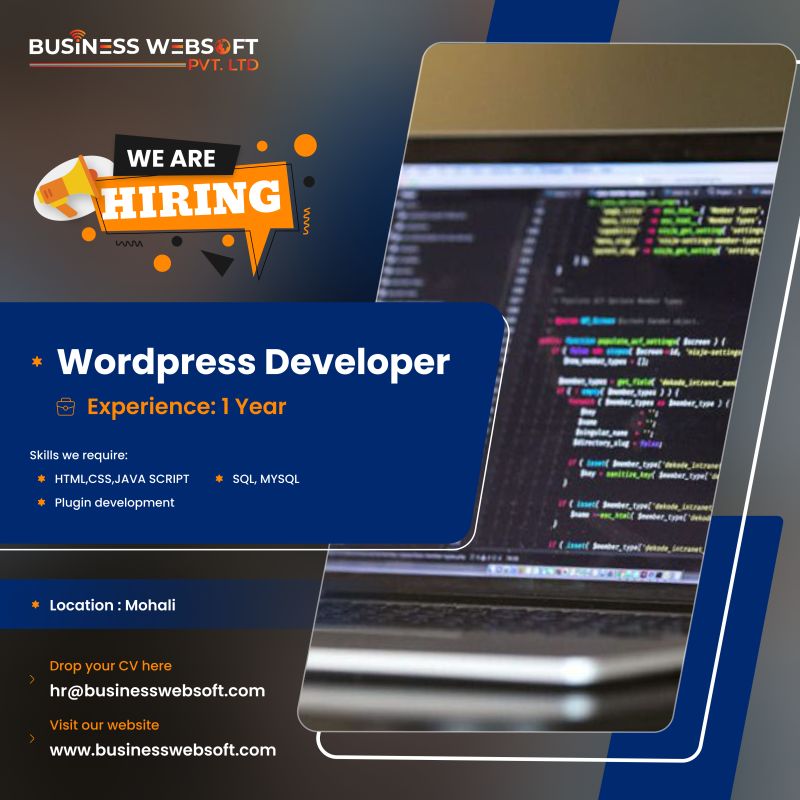 BUSINESS WEBSOFT
PVT. LTD
WE ARE
HIRING
Wordpress Developer
Experience: 1 Year
Skills we require:
HTML,CSS,JAVA SCRIPT
SQL, MYSQL
Plugin development
Location : Mohali
Drop your CV here
hr@businesswebsoft.com
Visit our website
www.businesswebsoft.com